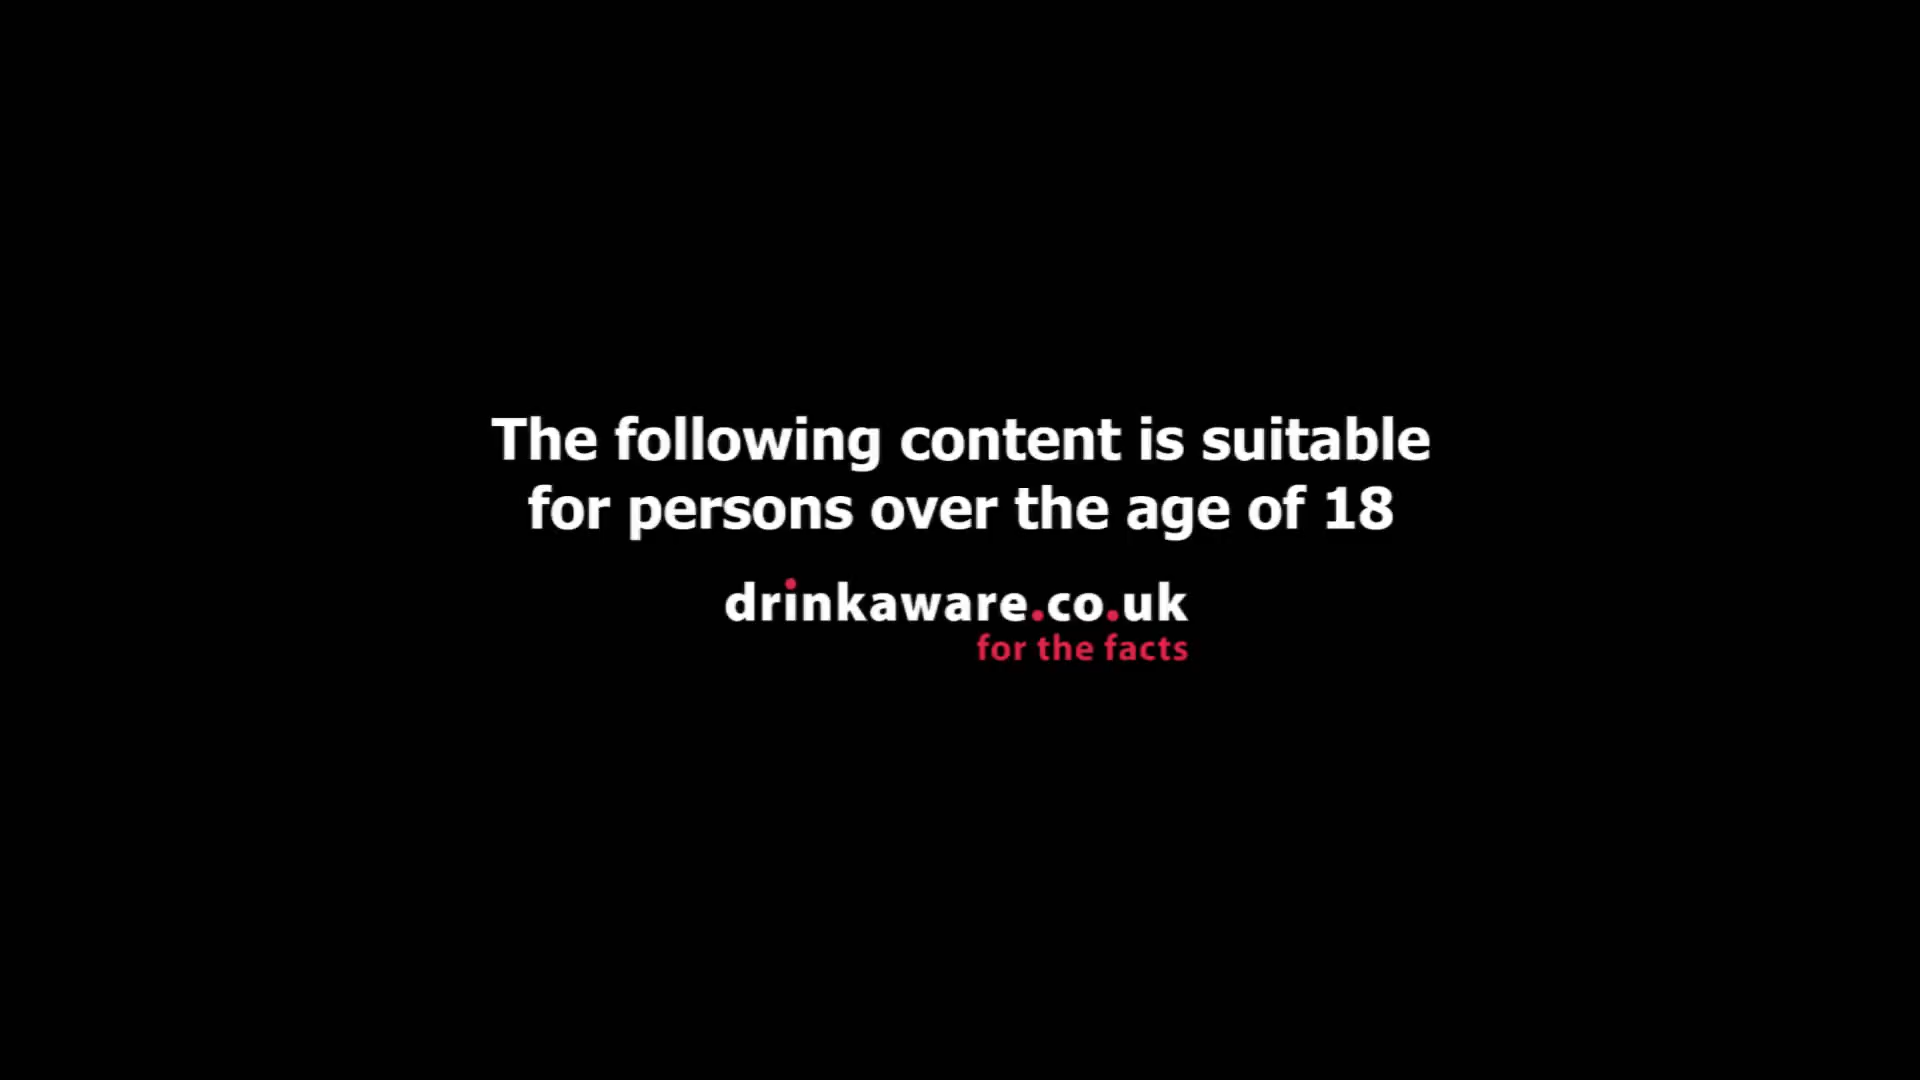 The following content is suitable
for persons over the age of 18
drinkaware.co.uk
for the facts